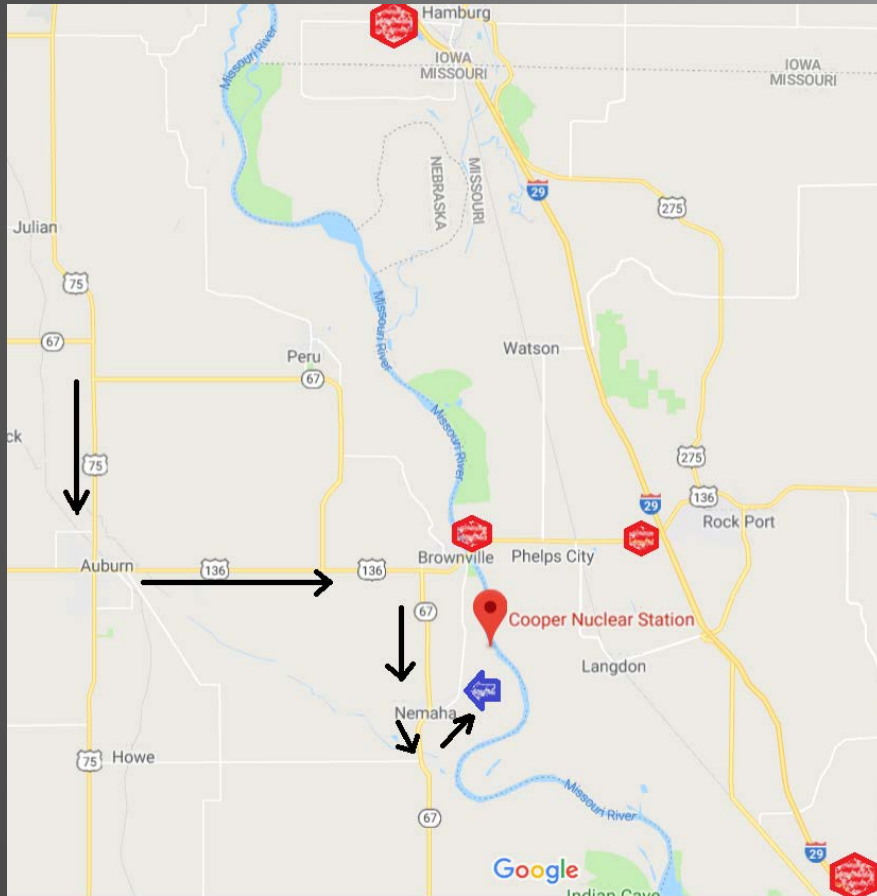 Hamburg
Missouri River
IOWA
MISSOURI
IOWA
MISSOURI
NEBRASKA
MISSOURI
29
275
Julian
75
Missouri River
67
Watson
Peru
67
Missouri River
ck
75
275
29
136
Rock Port
Brownville
Phelps City
Auburn
136
136
67
Cooper Nuclear Station
Langdon
Nemaha
75
Howe
Missouri River
67
29
Google
Indian Cave